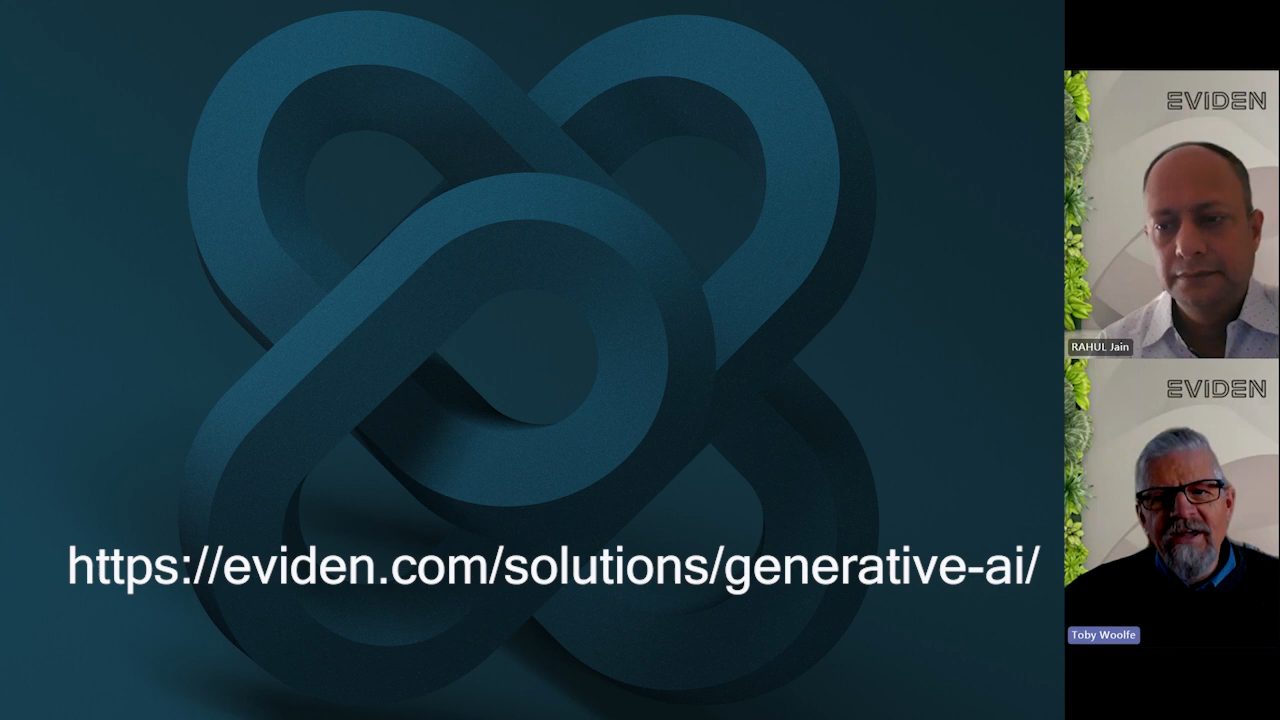 https://eviden.com/solutions/generative-ai/
EVIDEN
RAHUL Jain
EVIDEN
Toby Woolfe